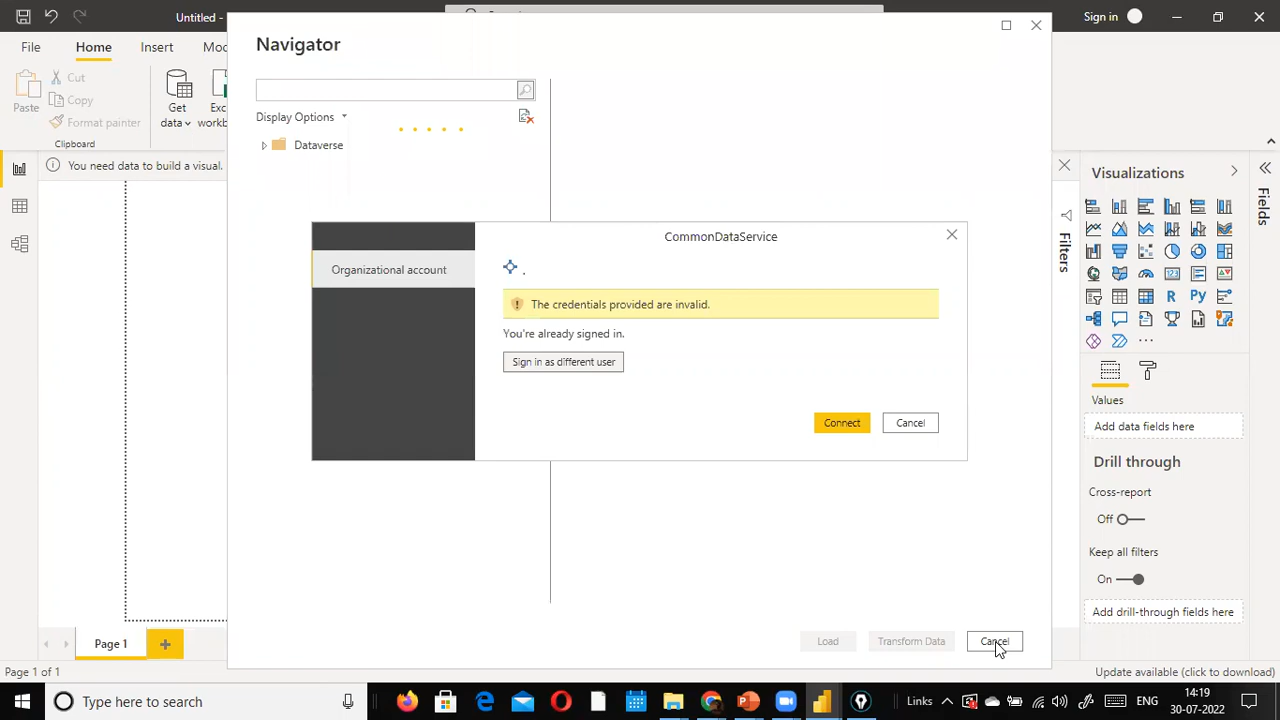 Untitled -
Sign in
File
Home
Insert
Mod
Paste
Cut
Copy
Format painter
Clipboard
Get
data
Exc
workb
You need data to build a visual.
Navigator
Display Options
Dataverse
CommonDataService
Organizational account
.
The credentials provided are invalid.
You're already signed in.
Sign in as different user
Connect
Cancel
Load
Transform Data
Cancel
Filters
Visualizations
Fields
R
Py
Values
Add data fields here
Drill through
Cross-report
Off
Keep all filters
On
Add drill-through fields here
Page 1
Page 1 of 1
Update available (click to download)
Type here to search
Links
ENG
14:19
30-07-2022